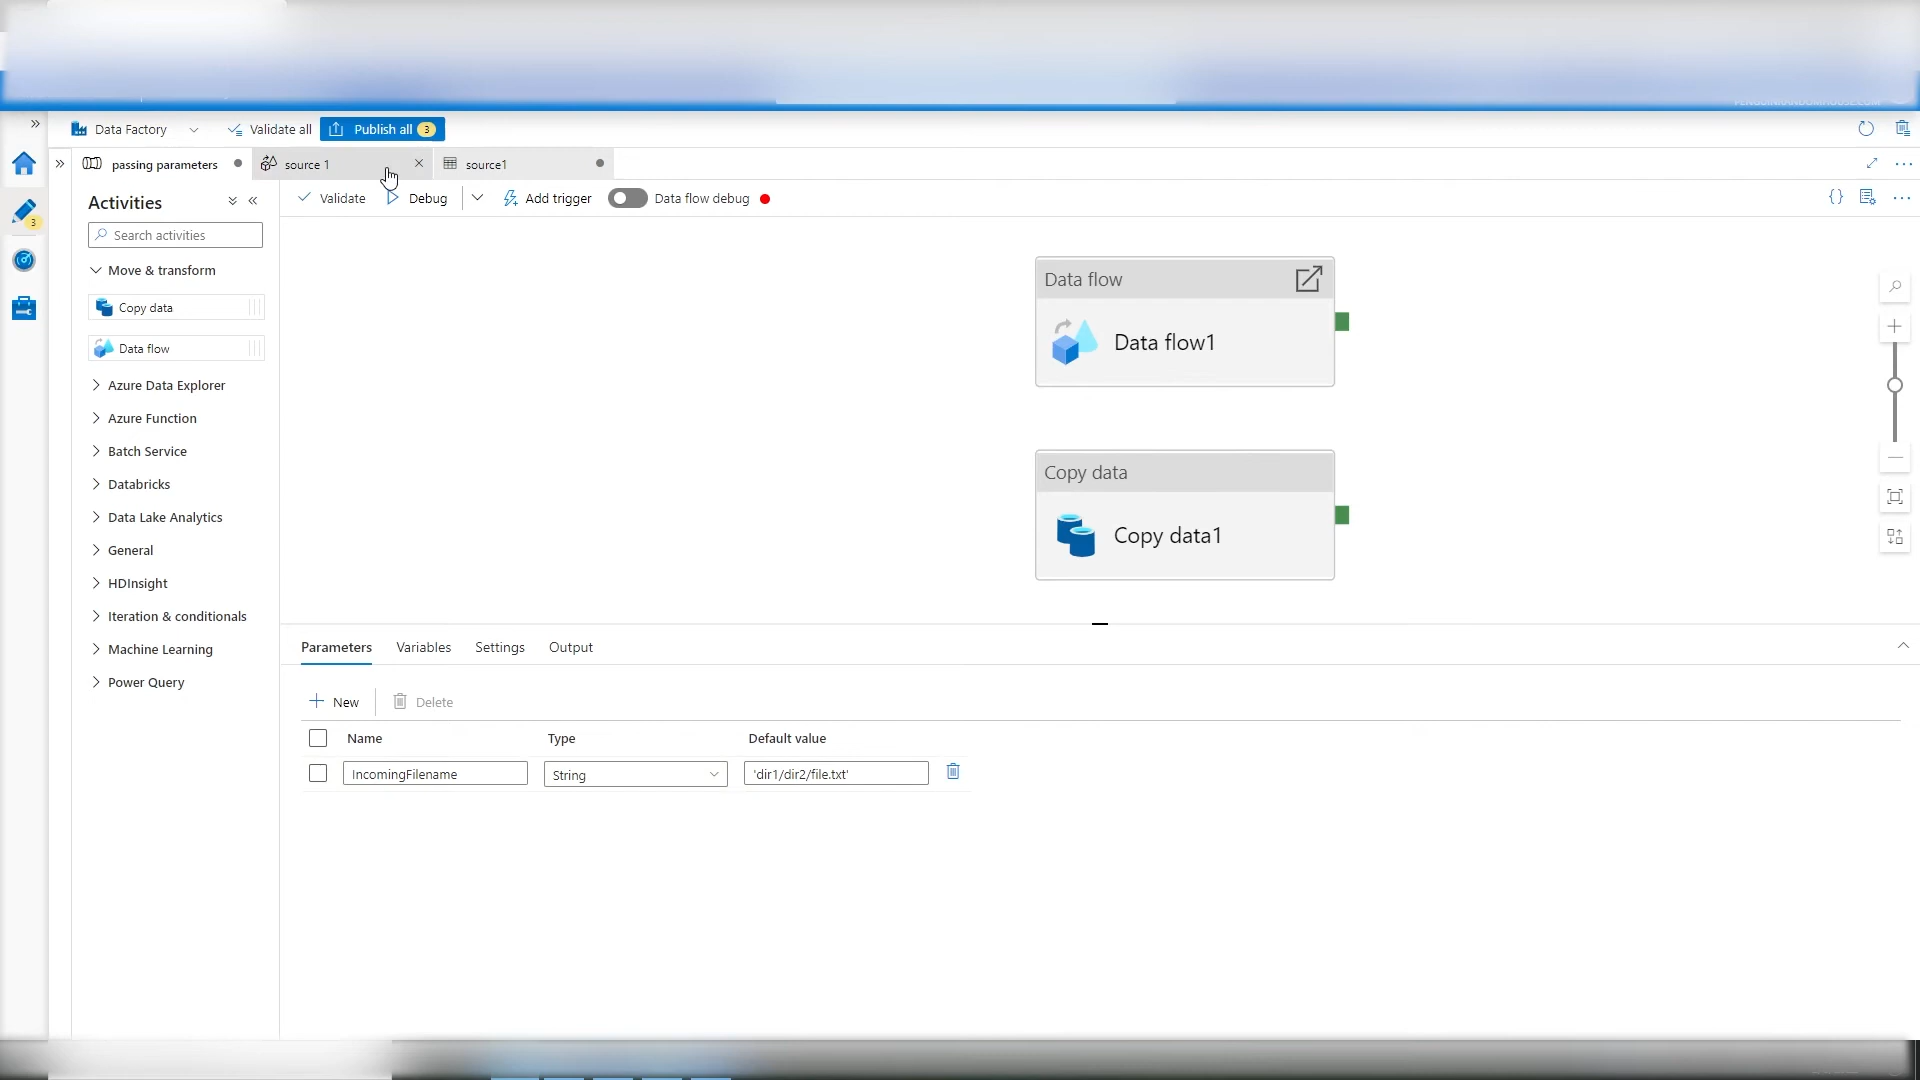 Data Factory
Validate all
Publish all 3
passing parameters
source 1
source1
Activities
Validate
Debug
Add trigger
Data flow debug
{}
3
Search activities
Move & transform
Copy data
Data flow
Azure Data Explorer
Azure Function
Batch Service
Databricks
Data Lake Analytics
General
HDInsight
Iteration & conditionals
Machine Learning
Power Query
Data flow
Data flow1
Copy data
Copy data1
Parameters Variables Settings Output
New Delete
Name Type Default value
IncomingFilename String 'dir1/dir2/file.txt'